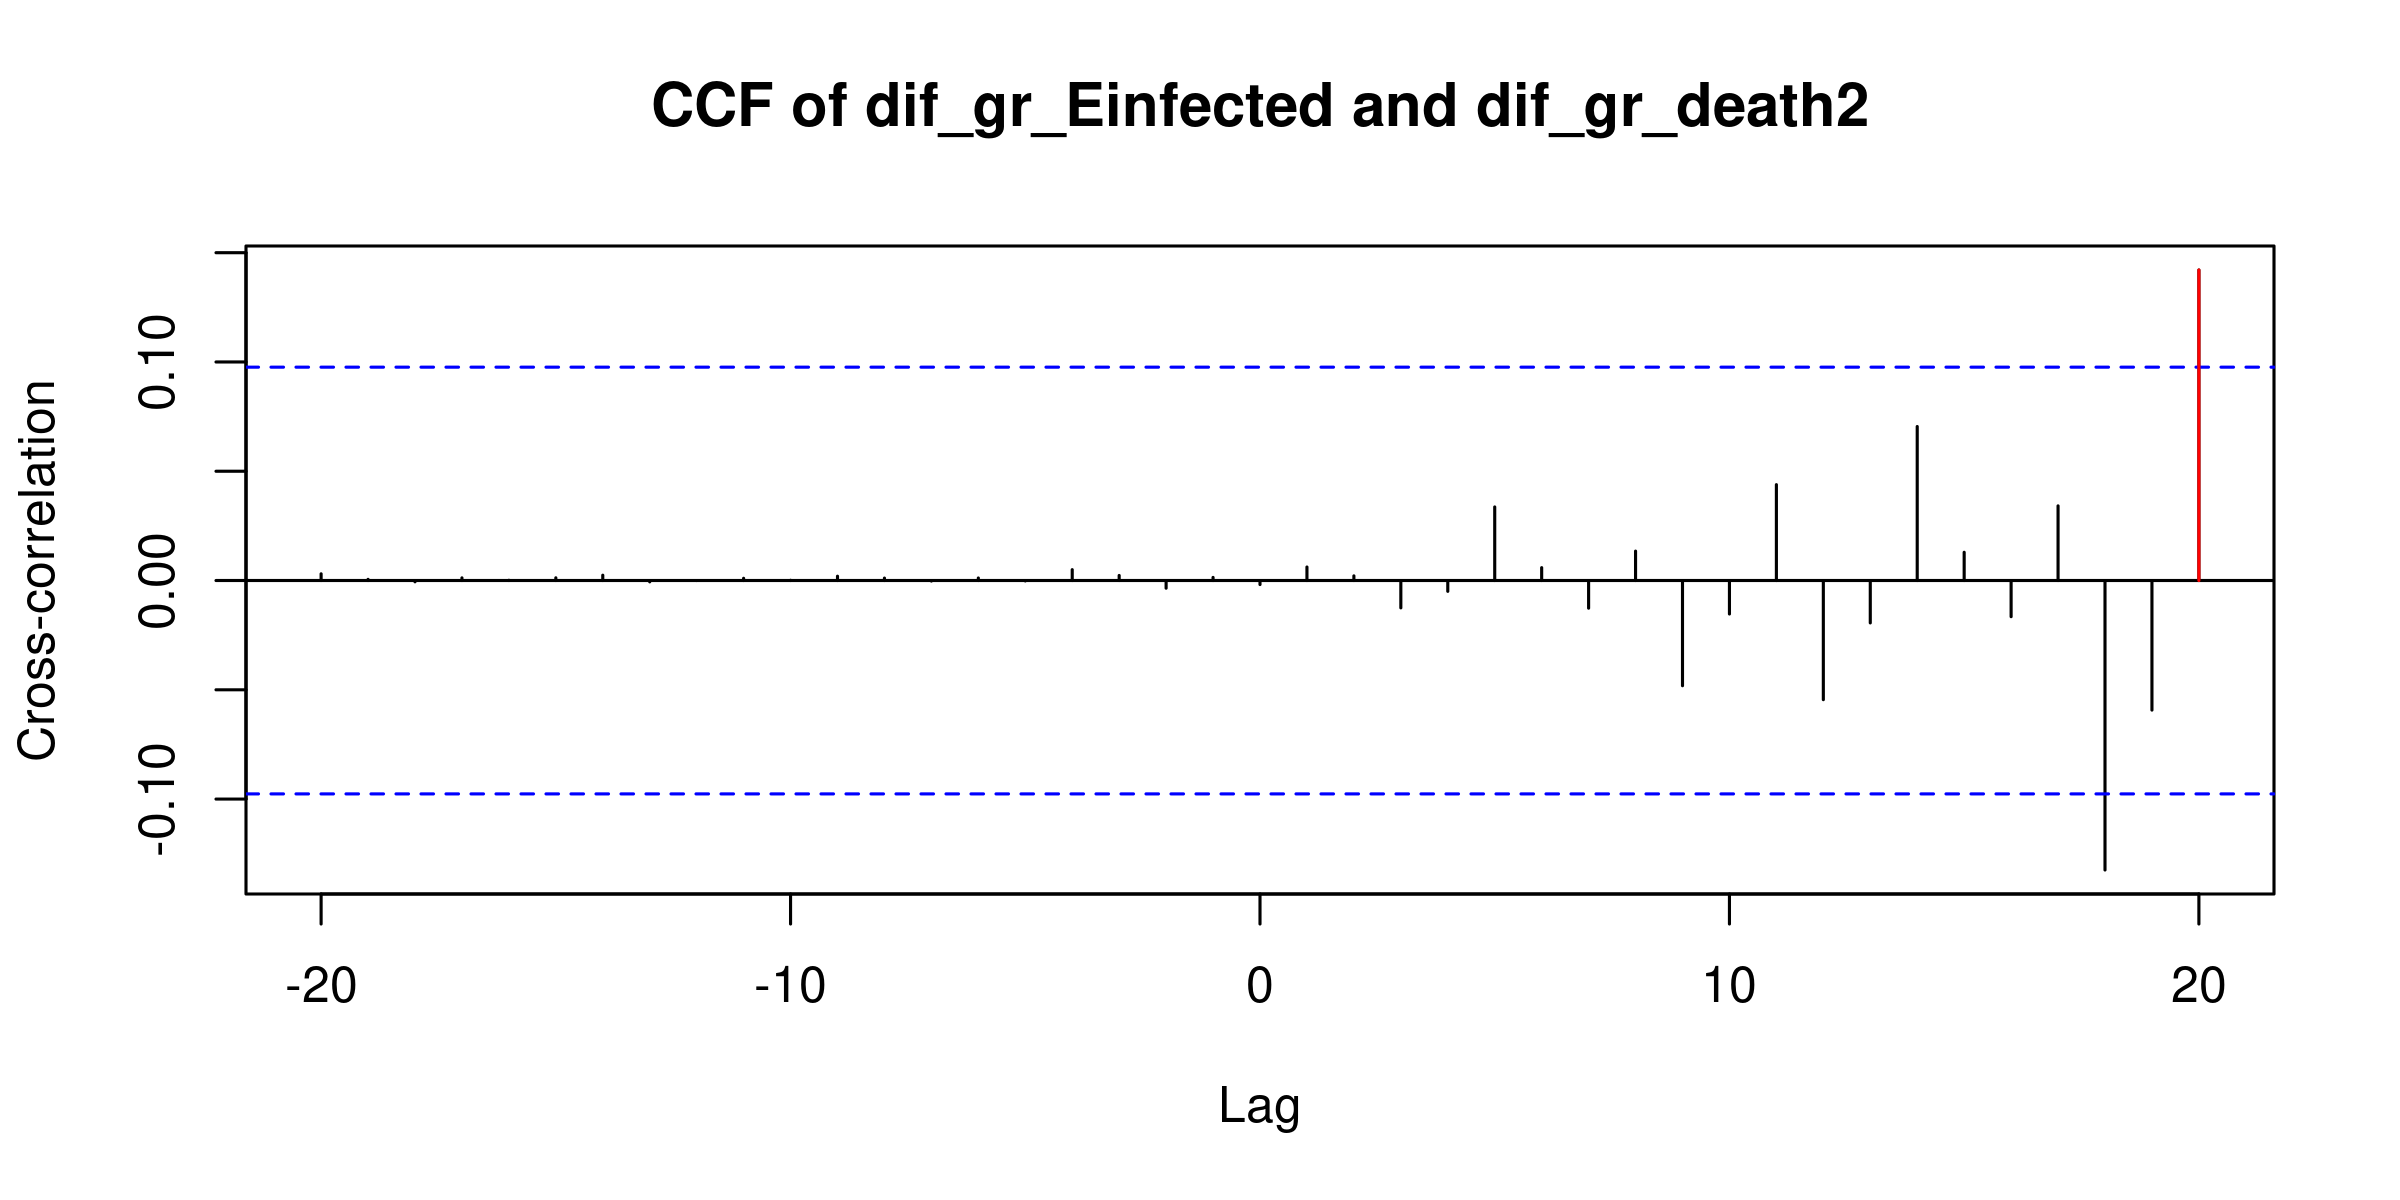 CCF of dif_gr_Einfected and dif_gr_death2
Cross-correlation
0.10
0.00
-0.10
-20 -10 0 10 20
Lag